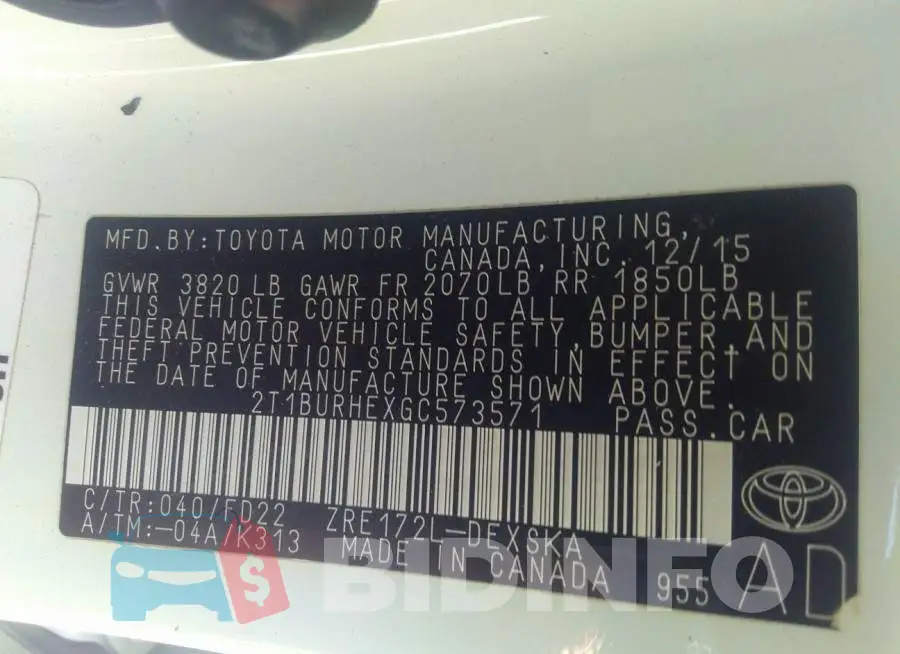 MFD.BY:TOYOTA MOTOR MANUFACTURING,
CANADA,INC. 12/15
GVWR 3820 LB GAWR FR 2070LB RR 1850LB
THIS VEHICLE CONFORMS TO ALL APPLICABLE
FEDERAL MOTOR VEHICLE SAFETY,BUMPER,AND
THEFT PREVENTION STANDARDS IN EFFECT ON
THE DATE OF MANUFACTURE SHOWN ABOVE.
2T1BURHEXGC573571 PASS.CAR
C/TR:040/FD22 ZRE172L-DEXSKA
A/TM:-04A/K313 MADE IN CANADA 955 AD
$ BIDINFO